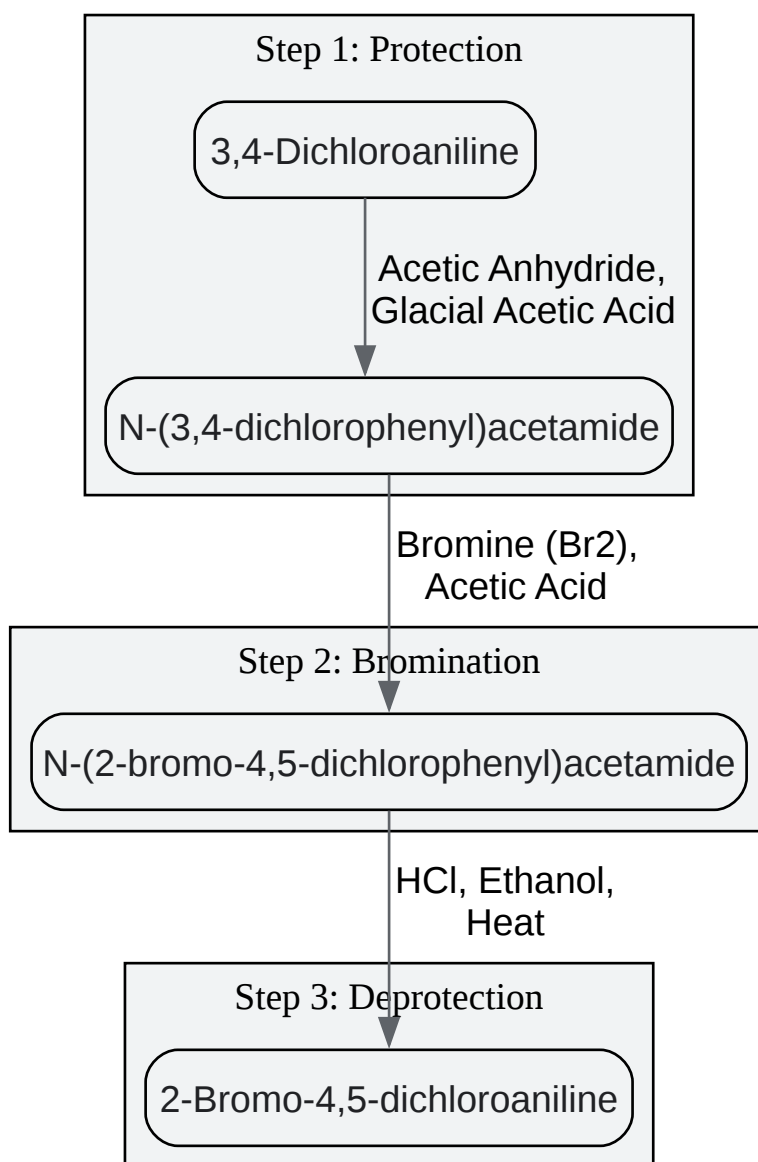 Step 1: Protection
3,4-Dichloroaniline
Acetic Anhydride,
Glacial Acetic Acid
N-(3,4-dichlorophenyl)acetamide
Bromine (Br2),
Acetic Acid
Step 2: Bromination
N-(2-bromo-4,5-dichlorophenyl)acetamide
HCl, Ethanol,
Heat
Step 3: Deprotection
2-Bromo-4,5-dichloroaniline